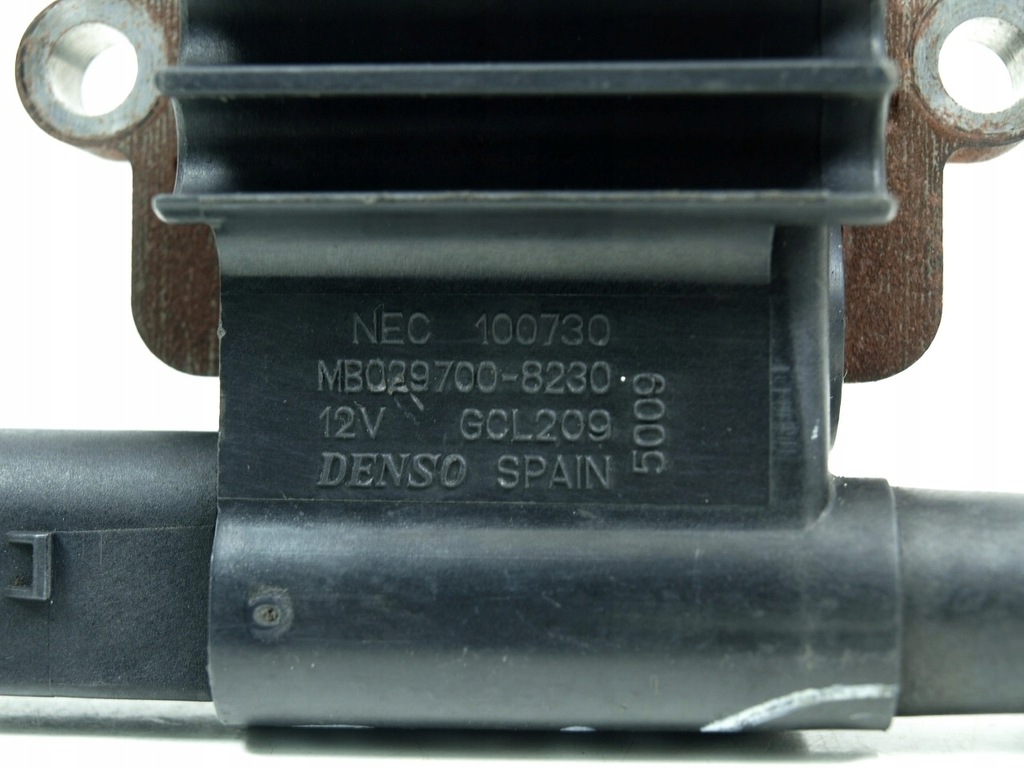 NEC 100730
MB029700-8230
12V GCL209
DENSO SPAIN
5009